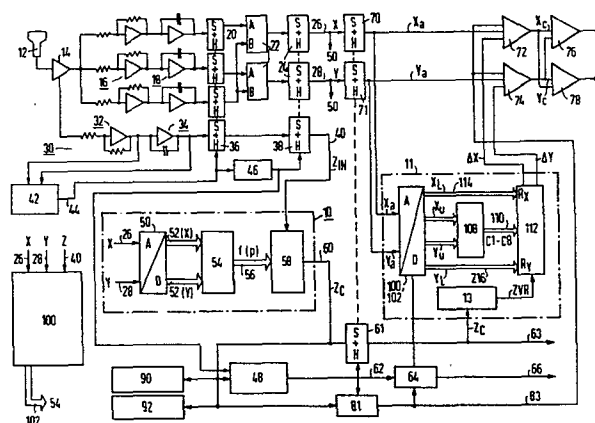 12
14
16
18
20
S+H
S+H
S+H
A
B
A
B
22
S+H
S+H
24
26
X
28
Y
50
50
S+H
S+H
70
71
Xa
Ya
72
74
Xc
Yc
76
78
ΔX
ΔY
30
32
34
S+H
36
S+H
38
40
ZIN
42
44
46
11
A
D
100
102
XL
114
XU
YU
YL
108
110
C1-C8
216
RX
RY
112
13
ZVR
ZC
X
Y
Z
26
28
40
100
102
54
10
X
26
Y
28
50
A
D
52(X)
52(Y)
54
f(p)
56
58
60
ZC
S+H
61
63
90
92
48
62
64
66
81
83